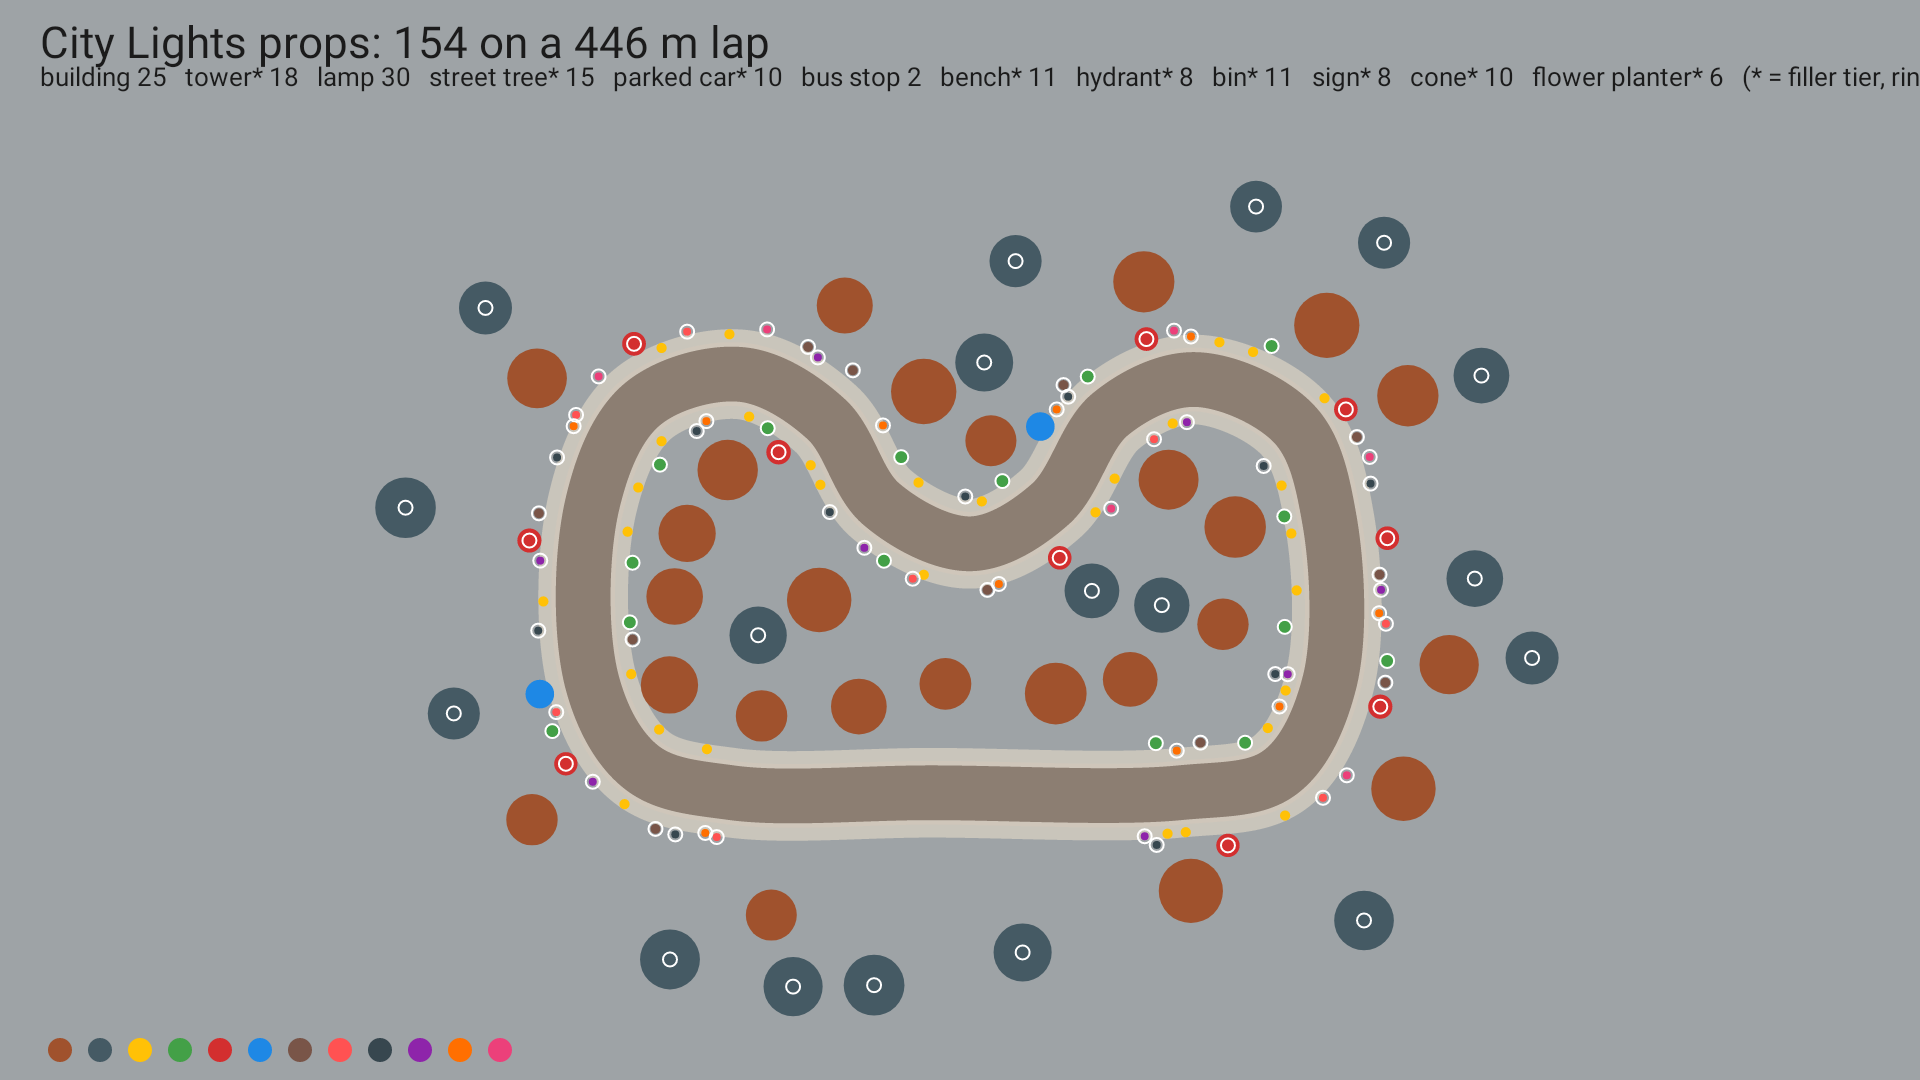 City Lights props: 154 on a 446 m lap
building 25 tower* 18 lamp 30 street tree* 15 parked car* 10 bus stop 2 bench* 11 hydrant* 8 bin* 11 sign* 8 cone* 10 flower planter* 6 (* = filler tier, rin